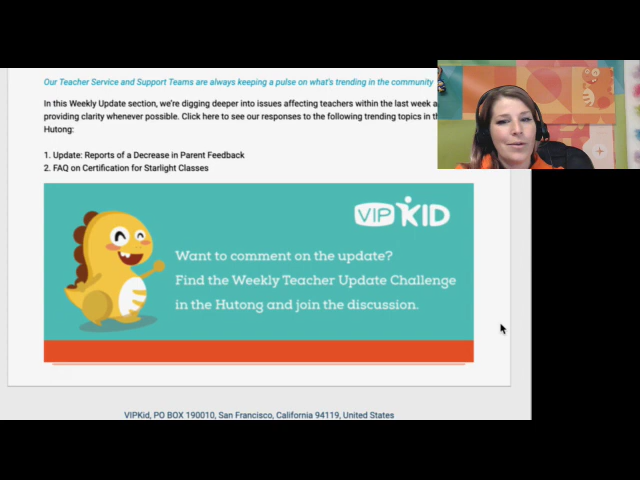 Our Teacher Service and Support Teams are always keeping a pulse on what's trending in the community
In this Weekly Update section, we're digging deeper into issues affecting teachers within the last week a
providing clarity whenever possible. Click here to see our responses to the following trending topics in th
Hutong:
1. Update: Reports of a Decrease in Parent Feedback
2. FAQ on Certification for Starlight Classes
VIPKID
Want to comment on the update?
Find the Weekly Teacher Update Challenge
in the Hutong and join the discussion.
VIPKid, PO BOX 190010, San Francisco, California 94119, United States